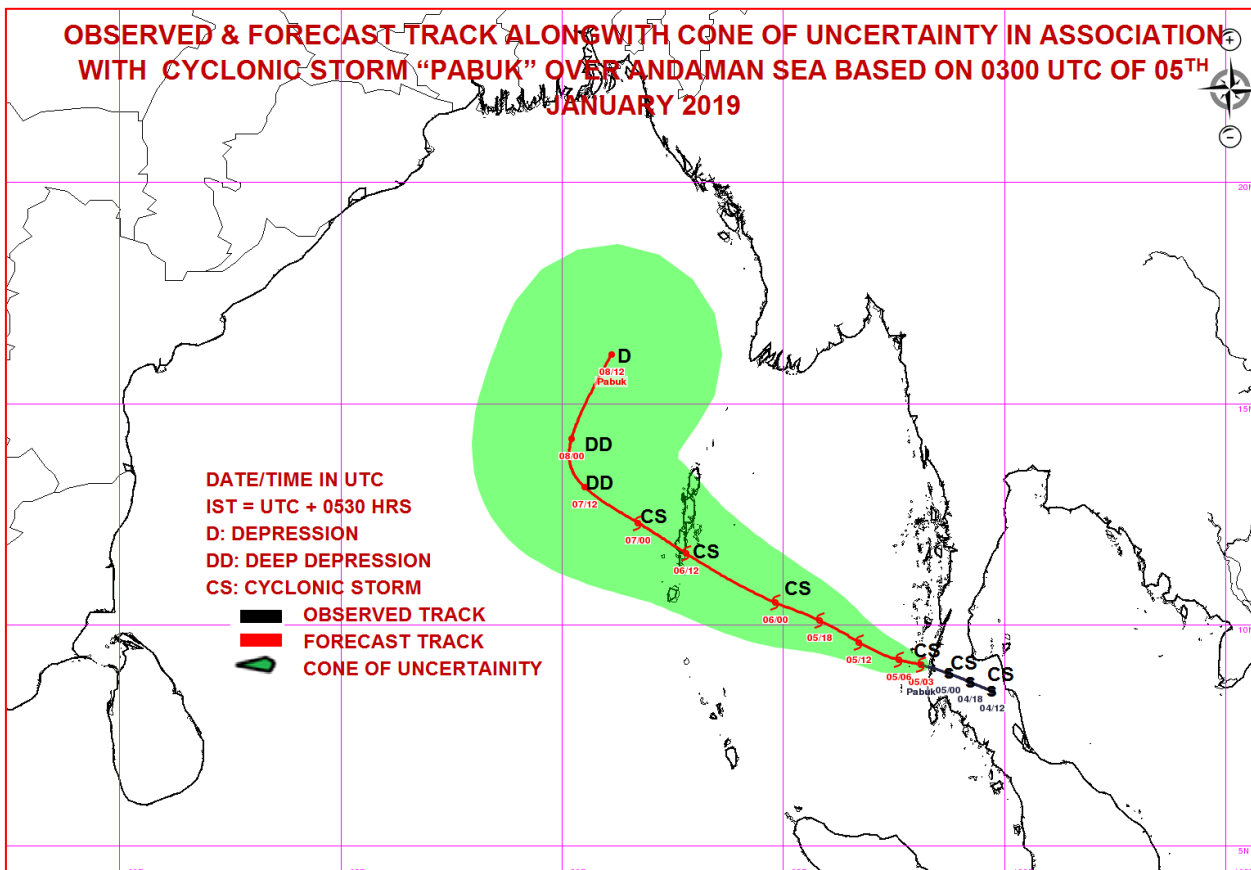 OBSERVED & FORECAST TRACK ALONGWITH CONE OF UNCERTAINTY IN ASSOCIATION
WITH CYCLONIC STORM “PABUK” OVER ANDAMAN SEA BASED ON 0300 UTC OF 05TH
JANUARY 2019
+
−
20N
D
08/12
Pabuk
15N
DD
08/00
DATE/TIME IN UTC
DD
IST = UTC + 0530 HRS
07/12
D: DEPRESSION
CS
07/00
DD: DEEP DEPRESSION
CS
06/12
CS: CYCLONIC STORM
CS
06/00
OBSERVED TRACK
05/18
10N
FORECAST TRACK
05/12
CONE OF UNCERTAINITY
CS
CS
CS
05/06
05/03
Pabuk
05/00
04/18
04/12
5N